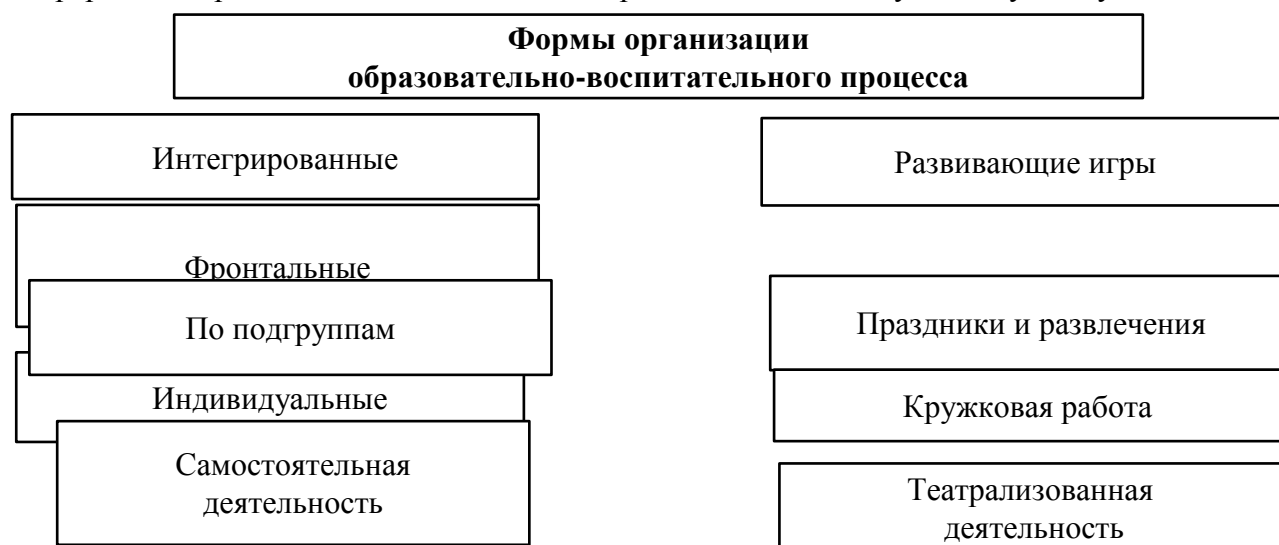 Формы организации
образовательно-воспитательного процесса
Интегрированные
Фронтальные
По подгруппам
Индивидуальные
Самостоятельная
деятельность
Развивающие игры
Праздники и развлечения
Кружковая работа
Театрализованная
деятельность